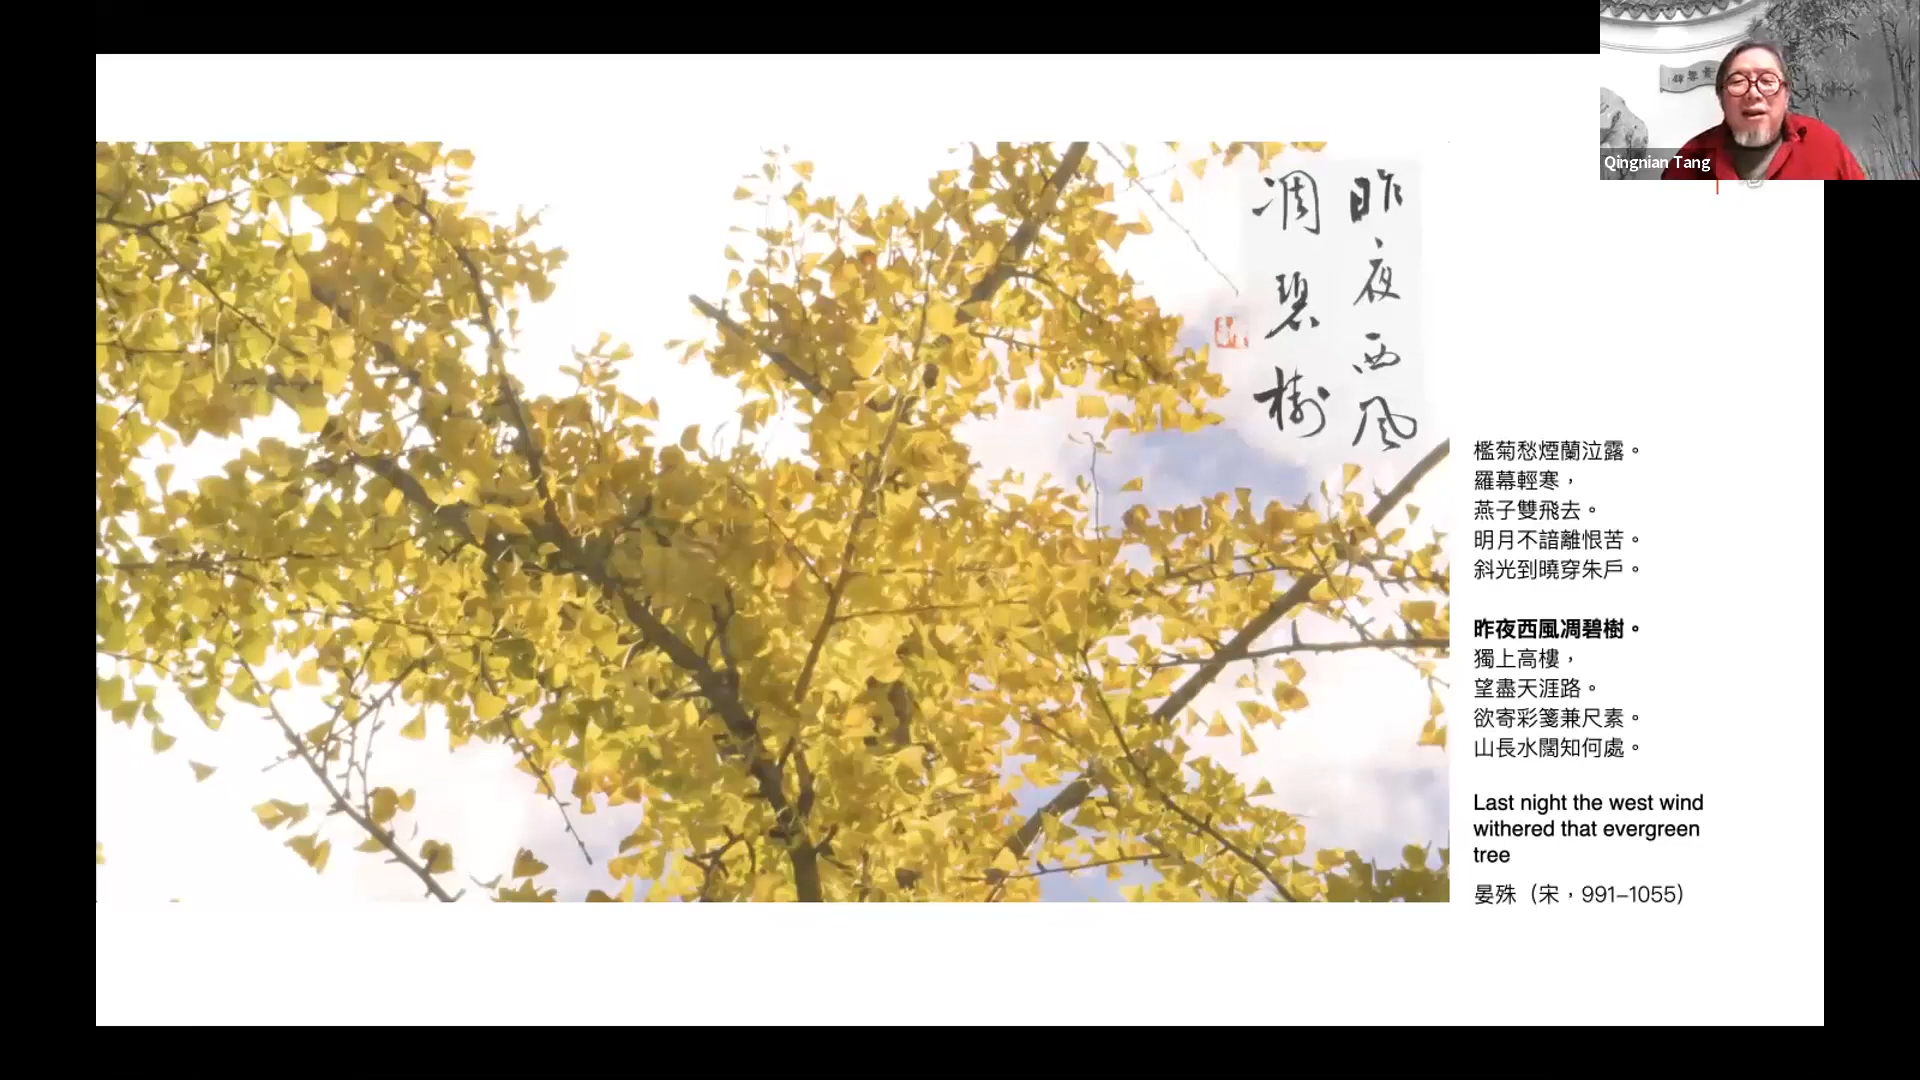 昨夜西風
凋碧樹
Qingnian Tang
檻菊愁煙蘭泣露。
羅幕輕寒，
燕子雙飛去。
明月不諳離恨苦。
斜光到曉穿朱戶。
昨夜西風凋碧樹。
獨上高樓，
望盡天涯路。
欲寄彩箋兼尺素。
山長水闊知何處。
Last night the west wind
withered that evergreen
tree
晏殊（宋，991–1055）